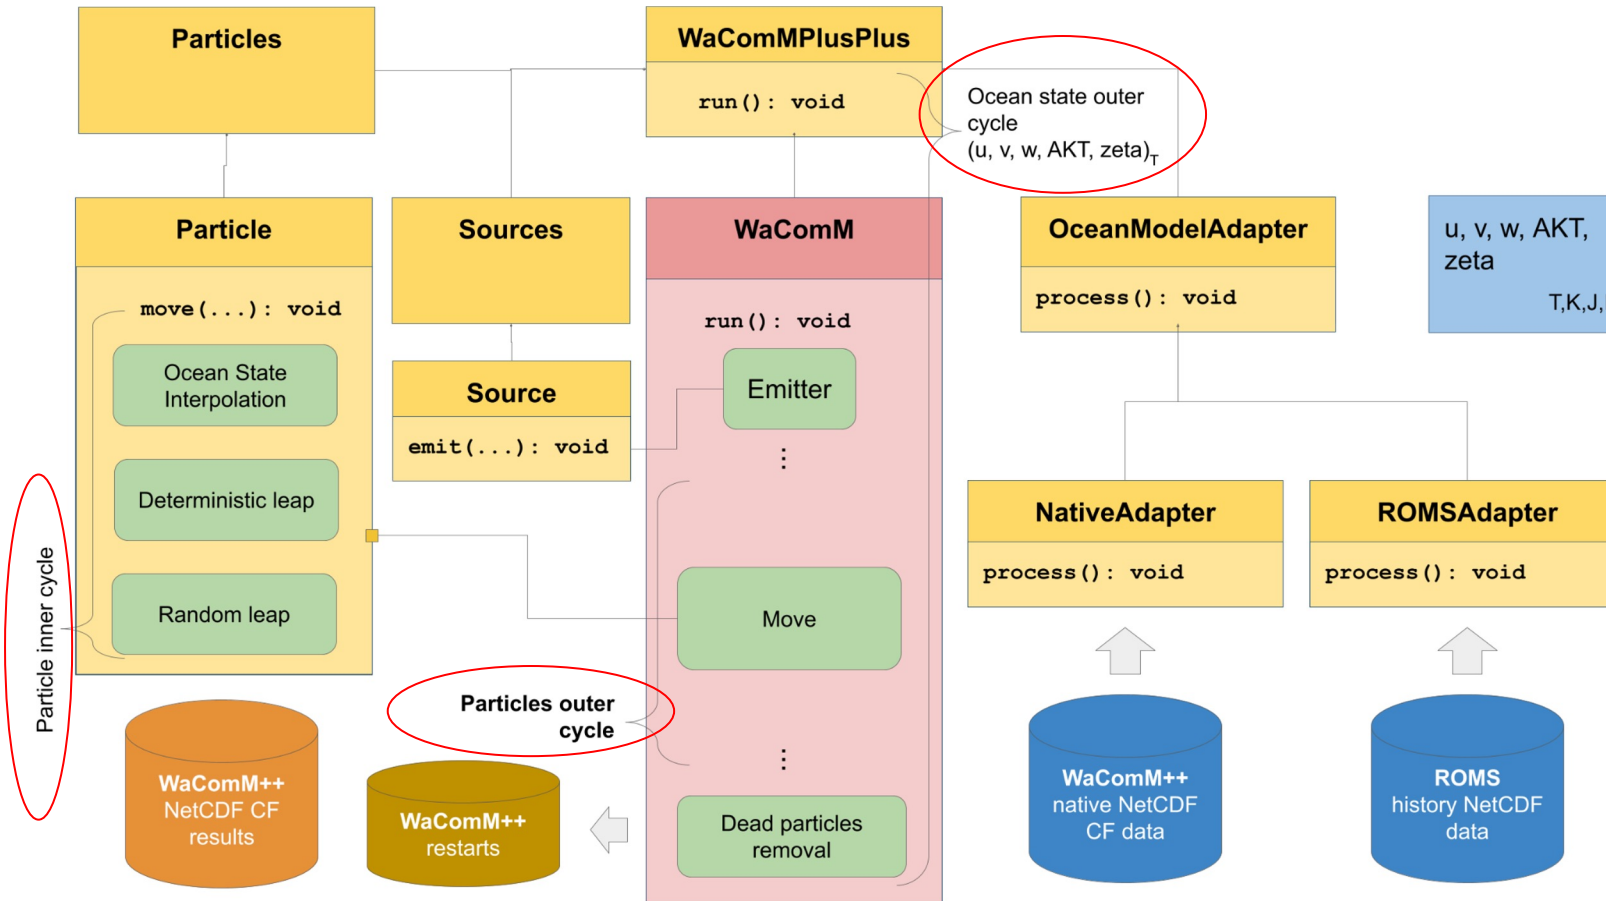 Particles
WaComMPlusPlus
run(): void
Ocean state outer
cycle
(u, v, w, AKT, zeta)T
Particle
move(...): void
Ocean State
Interpolation
Deterministic leap
Random leap
Particle inner cycle
Sources
Source
emit(...): void
WaComM
run(): void
Emitter
⋮
Move
Particles outer
cycle
⋮
Dead particles
removal
OceanModelAdapter
process(): void
u, v, w, AKT,
zeta
T,K,J,
NativeAdapter
process(): void
ROMSAdapter
process(): void
WaComM++
NetCDF CF
results
WaComM++
restarts
WaComM++
native NetCDF
CF data
ROMS
history NetCDF
data